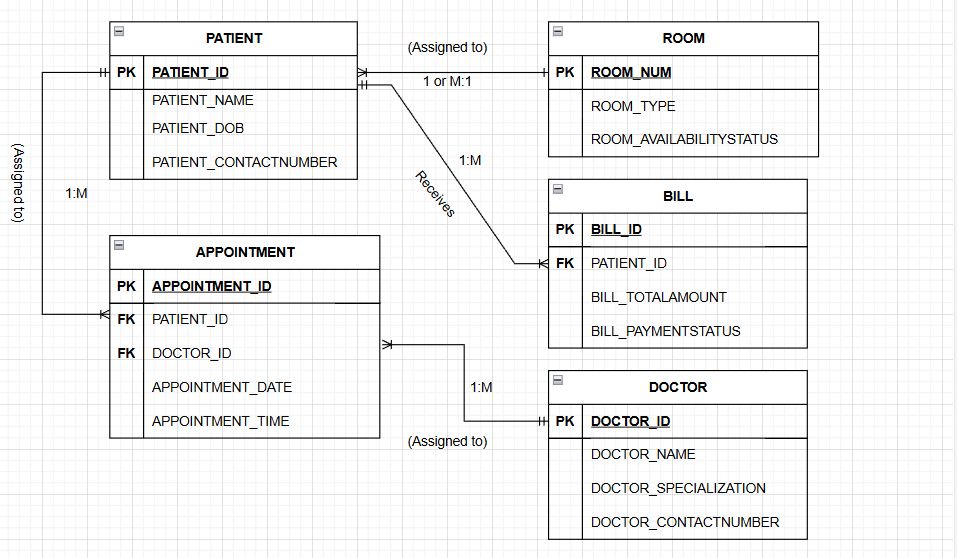 PATIENT
PK PATIENT_ID
PATIENT_NAME
PATIENT_DOB
PATIENT_CONTACTNUMBER
(Assigned to)
1 or M:1
ROOM
PK ROOM_NUM
ROOM_TYPE
ROOM_AVAILABILITYSTATUS
(Assigned to)
1:M
1:M
Receives
BILL
PK BILL_ID
FK PATIENT_ID
BILL_TOTALAMOUNT
BILL_PAYMENTSTATUS
APPOINTMENT
PK APPOINTMENT_ID
FK PATIENT_ID
FK DOCTOR_ID
APPOINTMENT_DATE
APPOINTMENT_TIME
1:M
(Assigned to)
DOCTOR
PK DOCTOR_ID
DOCTOR_NAME
DOCTOR_SPECIALIZATION
DOCTOR_CONTACTNUMBER